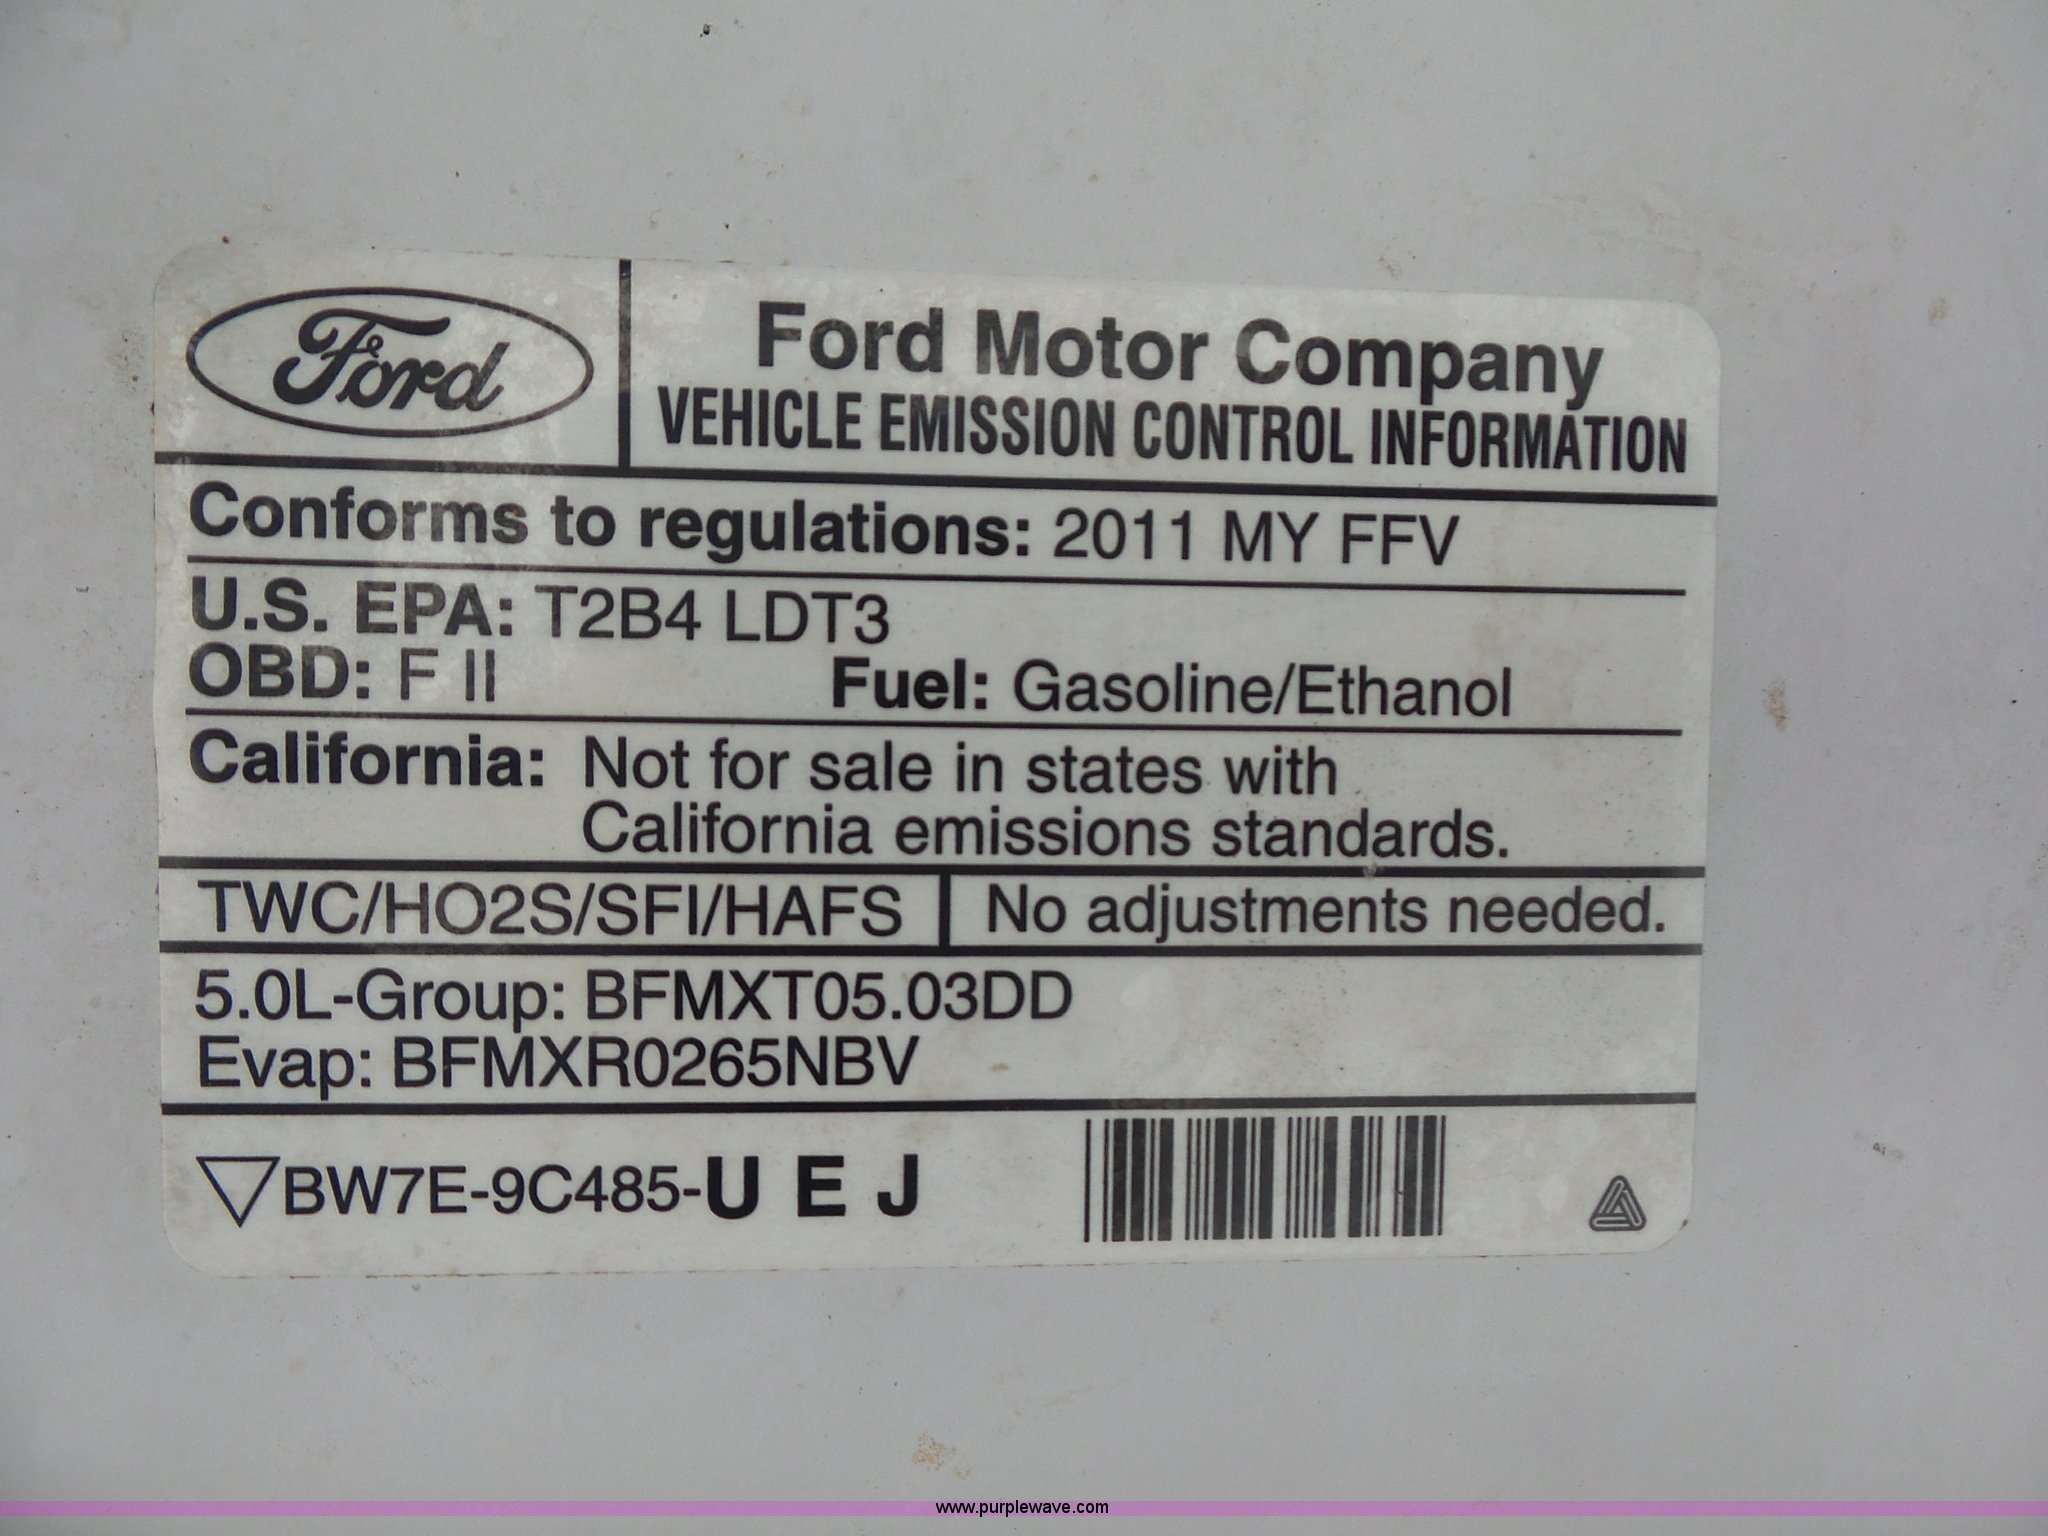 Ford
Ford Motor Company
VEHICLE EMISSION CONTROL INFORMATION
Conforms to regulations: 2011 MY FFV
U.S. EPA: T2B4 LDT3
OBD: F II Fuel: Gasoline/Ethanol
California: Not for sale in states with
California emissions standards.
TWC/HO2S/SFI/HAFS No adjustments needed.
5.0L-Group: BFMXT05.03DD
Evap: BFMXR0265NBV
BW7E-9C485-U E J
www.purplewave.com